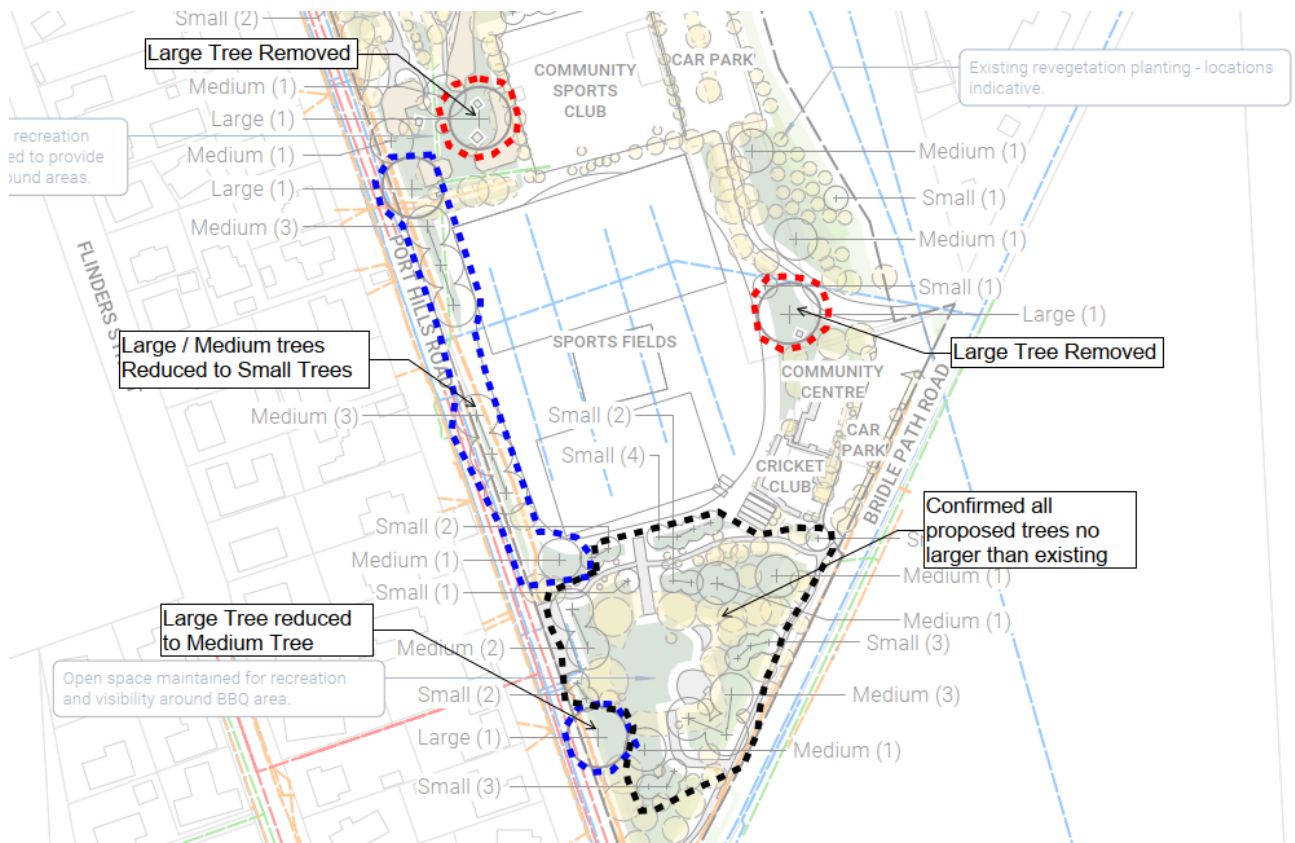 Small (2)
Large Tree Removed
Medium (1)
Large (1)
Medium (1)
Large (1)
Medium (3)
recreation
ed to provide
ound areas.
COMMUNITY
SPORTS
CLUB
CAR PARK
Existing revegetation planting - locations
indicative.
Medium (1)
Small (1)
Medium (1)
Small (1)
Large (1)
Large Tree Removed
FLINDERS S
PORT HILLS ROAD
Large / Medium trees
Reduced to Small Trees
SPORTS FIELDS
COMMUNITY
CENTRE
CAR
PARK
CRICKET
CLUB
BRIDLE PATH ROAD
Medium (3)
Small (2)
Small (4)
Small (2)
Medium (1)
Small (1)
Confirmed all
proposed trees no
larger than existing
Medium (1)
Medium (1)
Small (3)
Medium (3)
Medium (1)
Large Tree reduced
to Medium Tree
Medium (2)
Open space maintained for recreation
and visibility around BBQ area.
Small (2)
Large (1)
Small (3)